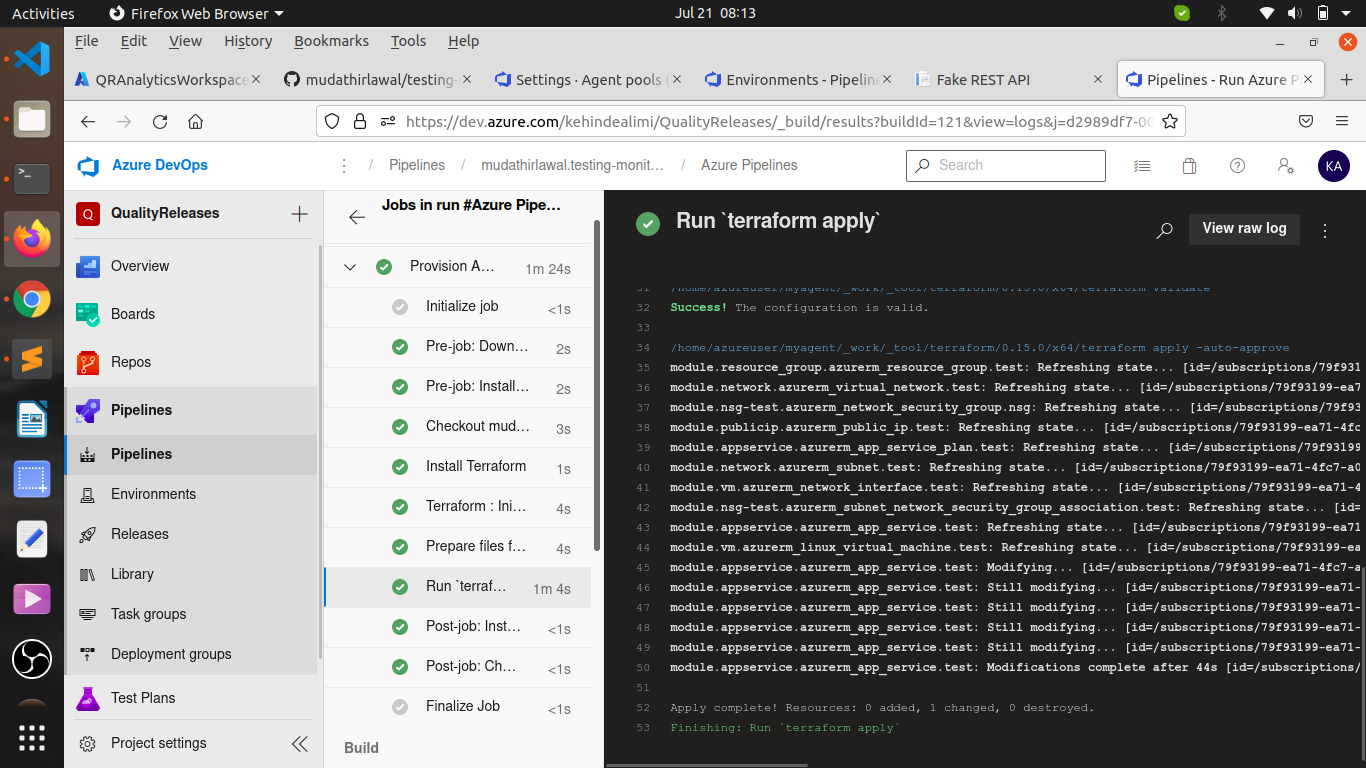 Activities
Firefox Web Browser
Jul 21 08:13
File Edit View History Bookmarks Tools Help
QRAnalyticsWorkspace
mudathirlawal/testing-
Settings · Agent pools (
Environments - Pipeline
Fake REST API
Pipelines - Run Azure P
https://dev.azure.com/kehindealimi/QualityReleases/_build/results?buildId=121&view=logs&j=d2989df7-00
Azure DevOps
/ Pipelines / mudathirlawal.testing-monit... / Azure Pipelines
Search
KA
Q QualityReleases
Overview
Boards
Repos
Pipelines
Pipelines
Environments
Releases
Library
Task groups
Deployment groups
Test Plans
Project settings
Jobs in run #Azure Pipe...
Provision A... 1m 24s
Initialize job <1s
Pre-job: Down... 2s
Pre-job: Install... 2s
Checkout mud... 3s
Install Terraform 1s
Terraform : Ini... 4s
Prepare files f... 4s
Run `terraf... 1m 4s
Post-job: Inst... <1s
Post-job: Ch... <1s
Finalize Job <1s
Build
Run `terraform apply`
View raw log
31 /home/azureuser/myagent/_work/_tool/terraform/0.15.0/x64/terraform validate
32 Success! The configuration is valid.
33
34 /home/azureuser/myagent/_work/_tool/terraform/0.15.0/x64/terraform apply -auto-approve
35 module.resource_group.azurerm_resource_group.test: Refreshing state... [id=/subscriptions/79f931
36 module.network.azurerm_virtual_network.test: Refreshing state... [id=/subscriptions/79f93199-ea7
37 module.nsg-test.azurerm_network_security_group.nsg: Refreshing state... [id=/subscriptions/79f93
38 module.publicip.azurerm_public_ip.test: Refreshing state... [id=/subscriptions/79f93199-ea71-4fc
39 module.appservice.azurerm_app_service_plan.test: Refreshing state... [id=/subscriptions/79f93199
40 module.network.azurerm_subnet.test: Refreshing state... [id=/subscriptions/79f93199-ea71-4fc7-a0
41 module.vm.azurerm_network_interface.test: Refreshing state... [id=/subscriptions/79f93199-ea71-4
42 module.nsg-test.azurerm_subnet_network_security_group_association.test: Refreshing state... [id=
43 module.appservice.azurerm_app_service.test: Refreshing state... [id=/subscriptions/79f93199-ea71
44 module.vm.azurerm_linux_virtual_machine.test: Refreshing state... [id=/subscriptions/79f93199-ea
45 module.appservice.azurerm_app_service.test: Modifying... [id=/subscriptions/79f93199-ea71-4fc7-a
46 module.appservice.azurerm_app_service.test: Still modifying... [id=/subscriptions/79f93199-ea71-
47 module.appservice.azurerm_app_service.test: Still modifying... [id=/subscriptions/79f93199-ea71-
48 module.appservice.azurerm_app_service.test: Still modifying... [id=/subscriptions/79f93199-ea71-
49 module.appservice.azurerm_app_service.test: Still modifying... [id=/subscriptions/79f93199-ea71-
50 module.appservice.azurerm_app_service.test: Modifications complete after 44s [id=/subscriptions/
51
52 Apply complete! Resources: 0 added, 1 changed, 0 destroyed.
53 Finishing: Run `terraform apply`